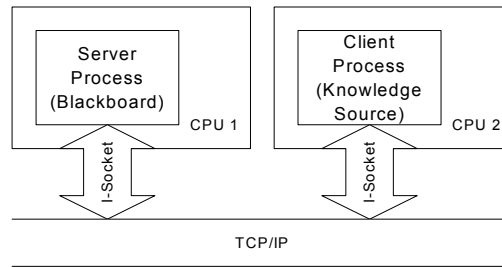 Server
Process
(Blackboard)
CPU 1
I-Socket
Client
Process
(Knowledge
Source)
CPU 2
I-Socket
TCP/IP